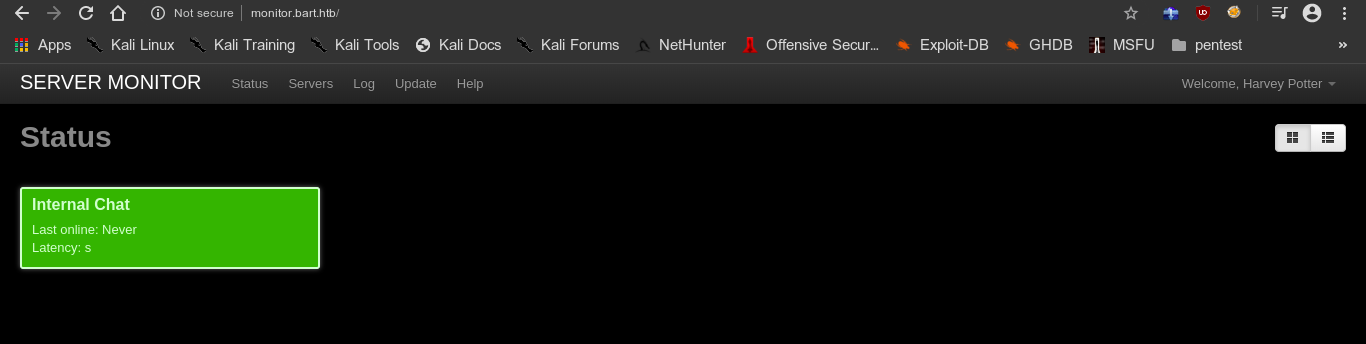 Not secure | monitor.bart.htb/
Apps Kali Linux Kali Training Kali Tools Kali Docs Kali Forums NetHunter Offensive Secur... Exploit-DB GHDB MSFU pentest »
SERVER MONITOR Status Servers Log Update Help Welcome, Harvey Potter
Status
Internal Chat
Last online: Never
Latency: s